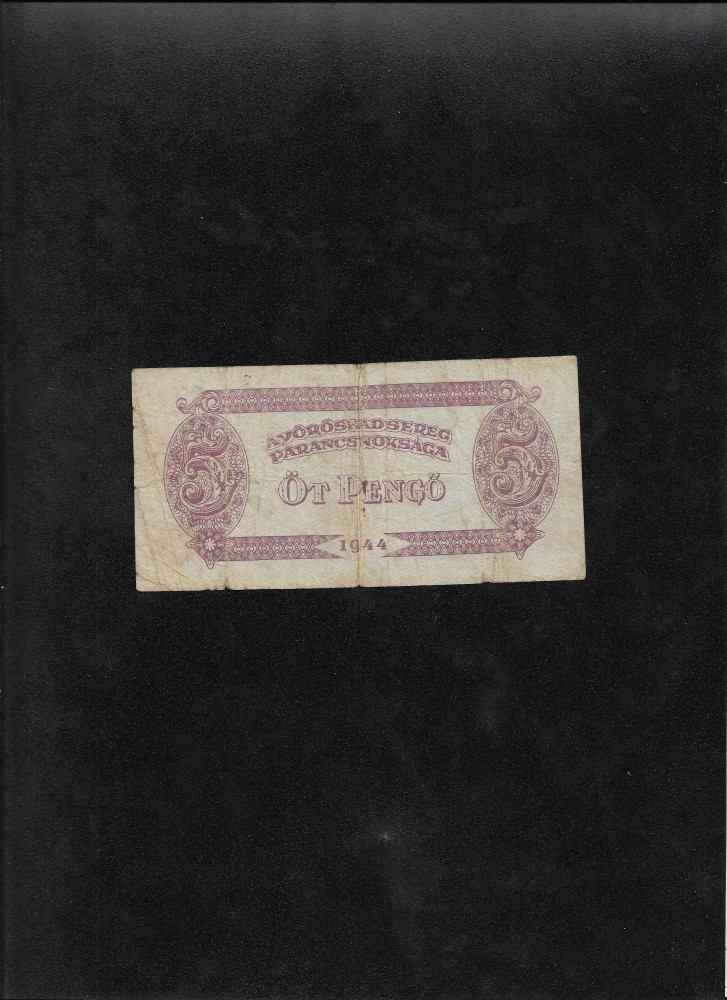 A VÖRÖSHADSEREG
PARANCSNOKSÁGA
5 5
ÖT PENGŐ
1944